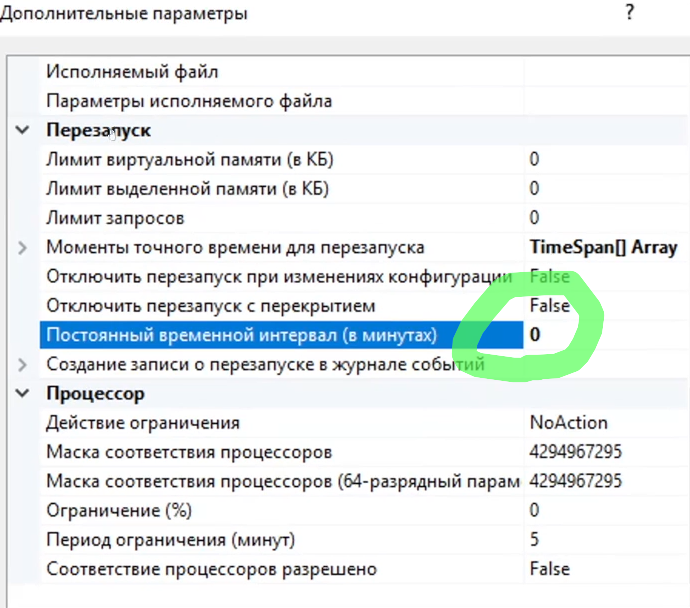 Дополнительные параметры ?
Исполняемый файл
Параметры исполняемого файла
Перезапуск
Лимит виртуальной памяти (в КБ) 0
Лимит выделенной памяти (в КБ) 0
Лимит запросов 0
Моменты точного времени для перезапуска TimeSpan[] Array
Отключить перезапуск при изменениях конфигурации False
Отключить перезапуск с перекрытием False
Постоянный временной интервал (в минутах) 0
Создание записи о перезапуске в журнале событий
Процессор
Действие ограничения NoAction
Маска соответствия процессоров 4294967295
Маска соответствия процессоров (64-разрядный парам 4294967295
Ограничение (%) 0
Период ограничения (минут) 5
Соответствие процессоров разрешено False